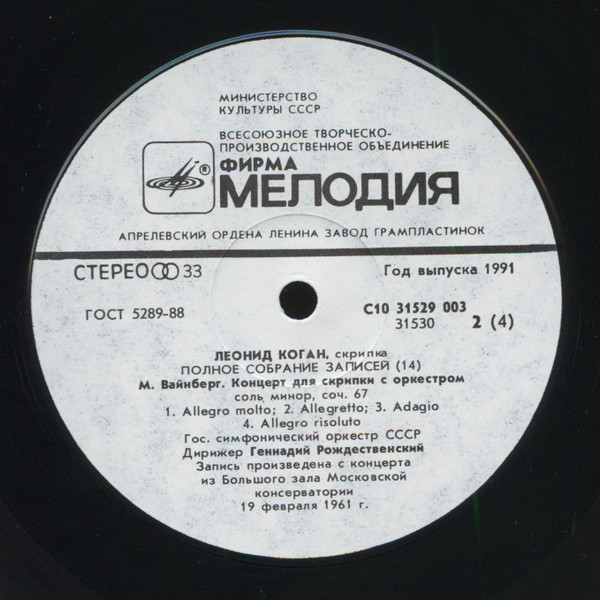 МИНИСТЕРСТВО
КУЛЬТУРЫ СССР
ВСЕСОЮЗНОЕ ТВОРЧЕСКО-
ПРОИЗВОДСТВЕННОЕ ОБЪЕДИНЕНИЕ
®
ФИРМА
МЕЛОДИЯ
АПРЕЛЕВСКИЙ ОРДЕНА ЛЕНИНА ЗАВОД ГРАМПЛАСТИНОК
СТЕРЕО 33
Год выпуска 1991
ГОСТ 5289-88
С10 31529 003
31530
2 (4)
ЛЕОНИД КОГАН, скрипка
ПОЛНОЕ СОБРАНИЕ ЗАПИСЕЙ (14)
М. Вайнберг. Концерт для скрипки с оркестром
соль минор, соч. 67
1. Allegro molto; 2. Allegretto; 3. Adagio
4. Allegro risoluto
Гос. симфонический оркестр СССР
Дирижер Геннадий Рождественский
Запись произведена с концерта
из Большого зала Московской
консерватории
19 февраля 1961 г.